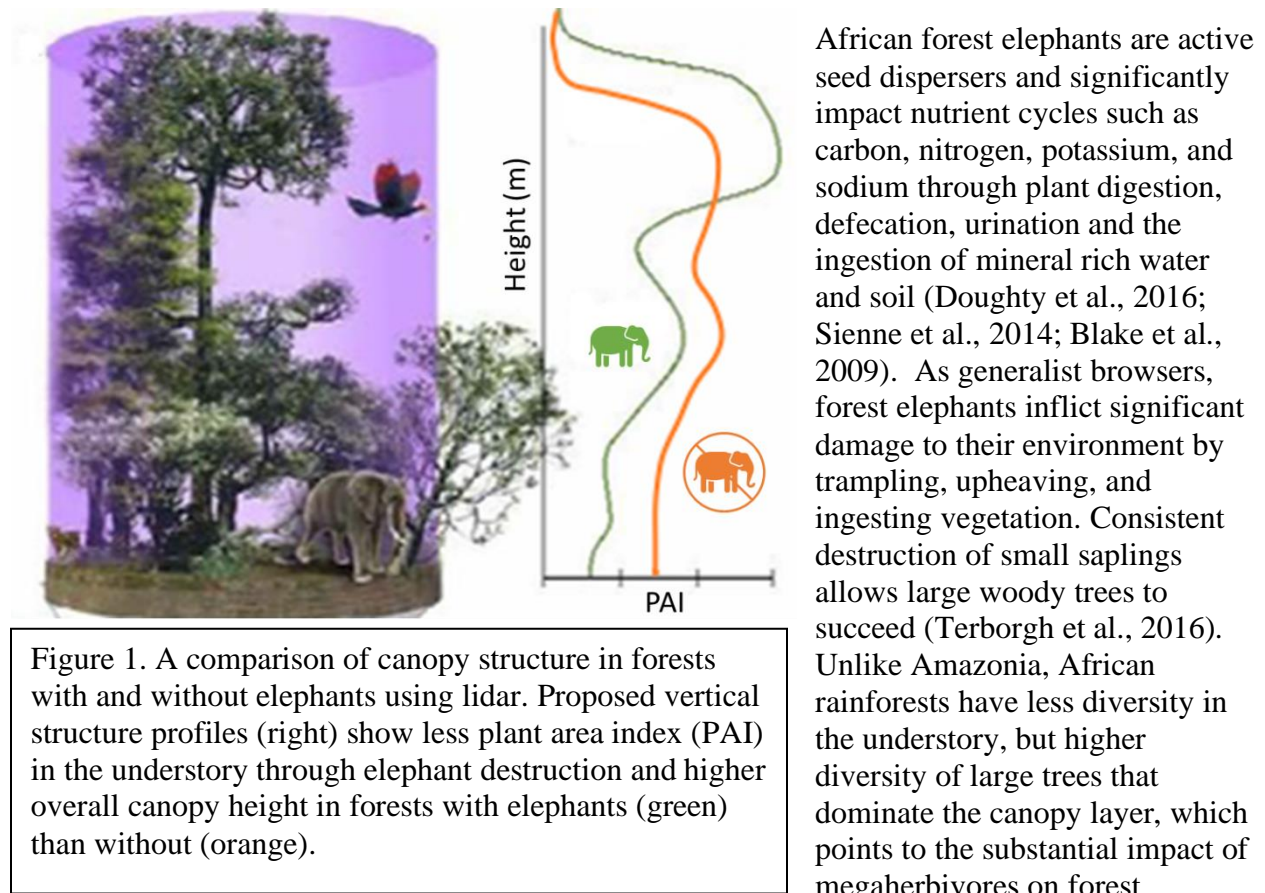 Height (m)
PAI
Figure 1. A comparison of canopy structure in forests
with and without elephants using lidar. Proposed vertical
structure profiles (right) show less plant area index (PAI)
in the understory through elephant destruction and higher
overall canopy height in forests with elephants (green)
than without (orange).
African forest elephants are active
seed dispersers and significantly
impact nutrient cycles such as
carbon, nitrogen, potassium, and
sodium through plant digestion,
defecation, urination and the
ingestion of mineral rich water
and soil (Doughty et al., 2016;
Sienne et al., 2014; Blake et al.,
2009).  As generalist browsers,
forest elephants inflict significant
damage to their environment by
trampling, upheaving, and
ingesting vegetation. Consistent
destruction of small saplings
allows large woody trees to
succeed (Terborgh et al., 2016).
Unlike Amazonia, African
rainforests have less diversity in
the understory, but higher
diversity of large trees that
dominate the canopy layer, which
points to the substantial impact of
megaherbivores on forest